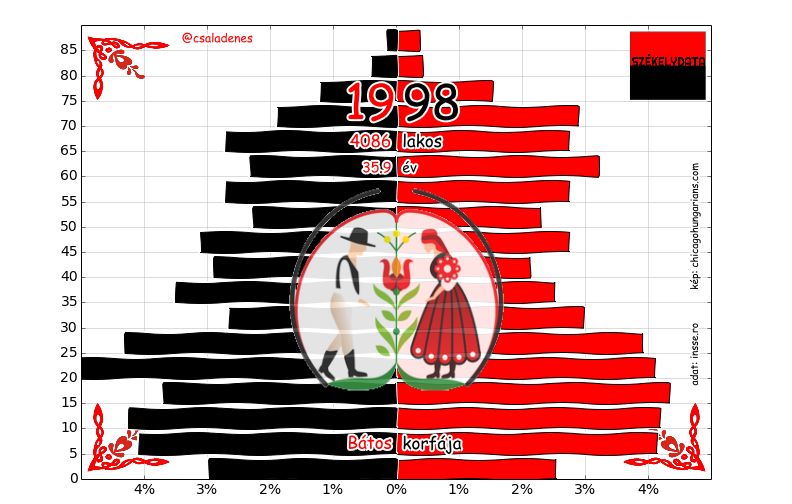 @csaladenes
SZÉKELYDATA
1998
4086 lakos
35.9 év
kép: chicagohungarians.com
adat: insse.ro
Bátos korfája
85
80
75
70
65
60
55
50
45
40
35
30
25
20
15
10
5
0
4% 3% 2% 1% 0% 1% 2% 3% 4%